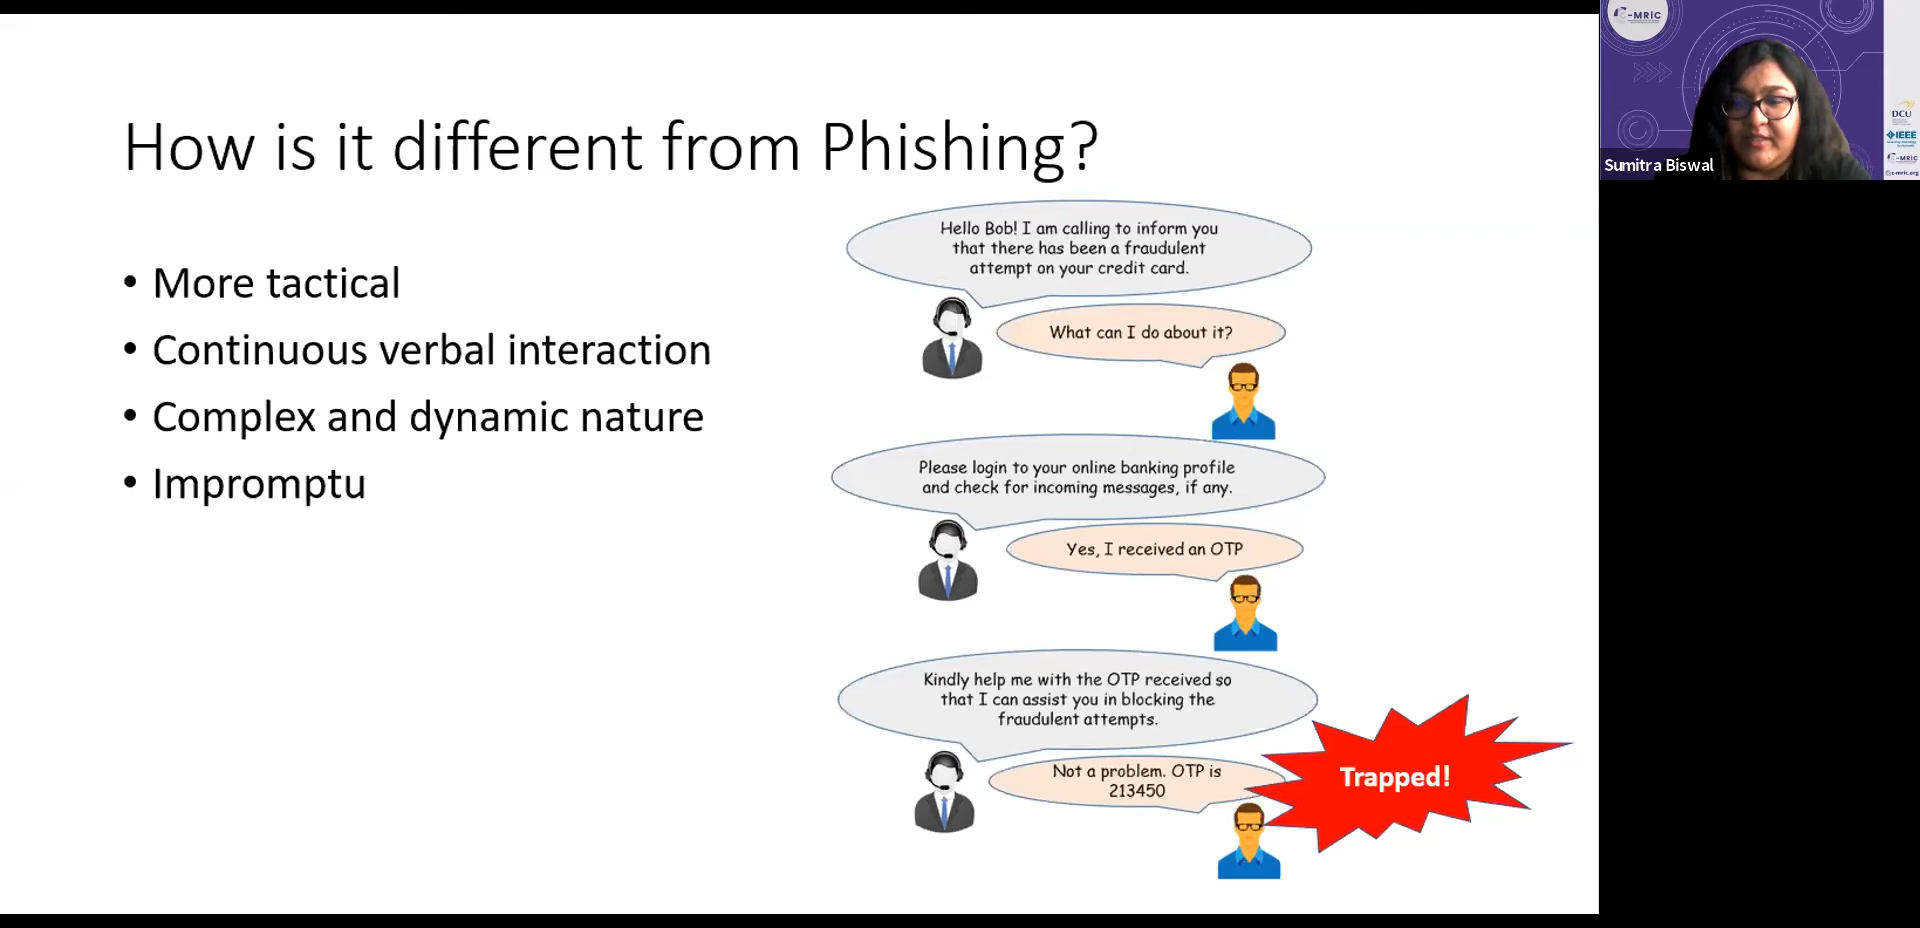 How is it different from Phishing?
• More tactical
• Continuous verbal interaction
• Complex and dynamic nature
• Impromptu
Hello Bob! I am calling to inform you
that there has been a fraudulent
attempt on your credit card.
What can I do about it?
Please login to your online banking profile
and check for incoming messages, if any.
Yes, I received an OTP
Kindly help me with the OTP received so
that I can assist you in blocking the
fraudulent attempts.
Not a problem. OTP is
213450
Trapped!
C-MRiC
DCU
IEEE
C-MRiC
c-mric.org
Sumitra Biswal